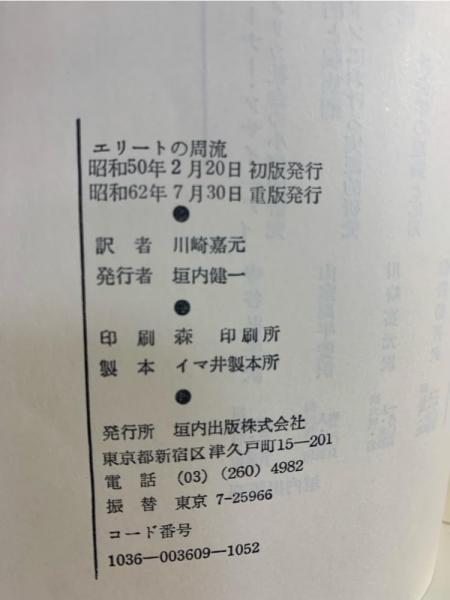 エリートの周流
昭和50年2月20日 初版発行
昭和62年7月30日 重版発行
訳者 川崎嘉元
発行者 垣内健一
印刷 森 印刷所
製本 イマ井製本所
発行所 垣内出版株式会社
東京都新宿区津久戸町15—201
電話 (03) (260) 4982
振替 東京 7-25966
コード番号
1036—003609—1052